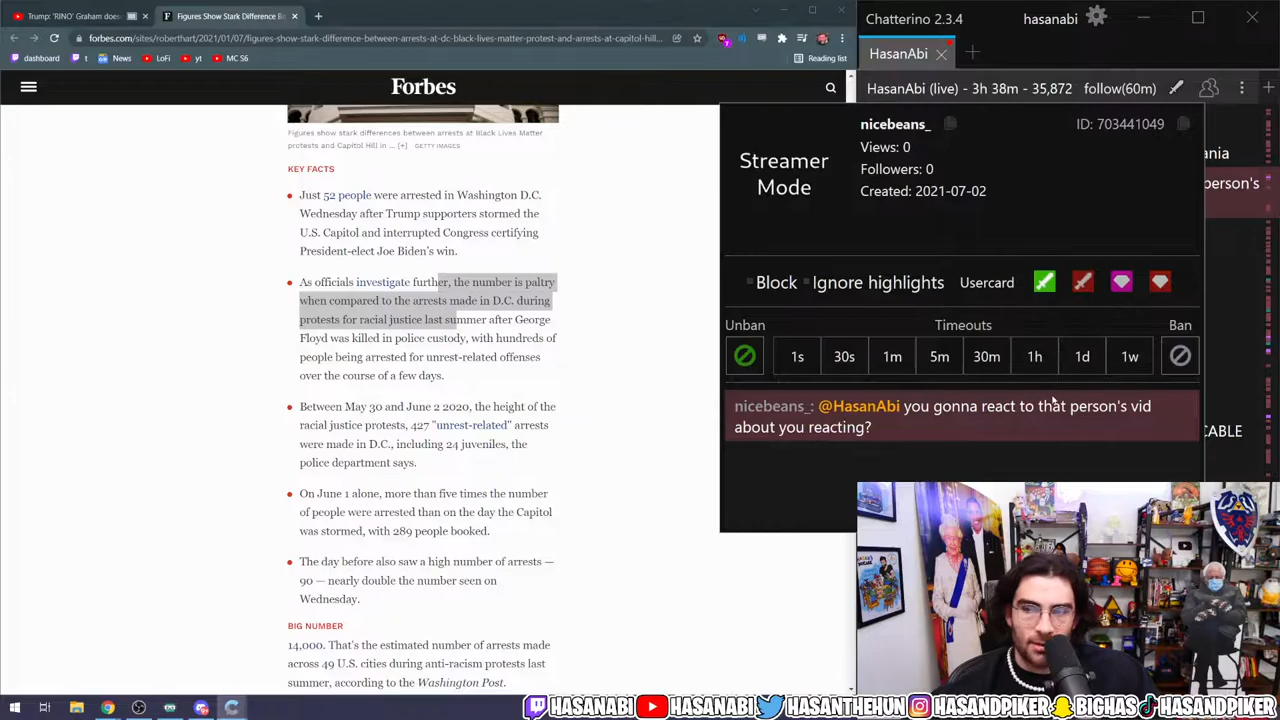 Trump: 'RINO' Graham does
Figures Show Stark Difference Be
forbes.com/sites/roberthart/2021/01/07/figures-show-stark-difference-between-arrests-at-dc-black-lives-matter-protest-and-arrests-at-capitol-hill...
dashboard
t
News
LoFi
yt
MC S6
Reading list
Forbes
Figures show stark differences between arrests at Black Lives Matter
protests and Capitol Hill in ... [+]
GETTY IMAGES
KEY FACTS
Just 52 people were arrested in Washington D.C.
Wednesday after Trump supporters stormed the
U.S. Capitol and interrupted Congress certifying
President-elect Joe Biden's win.
As officials investigate further, the number is paltry
when compared to the arrests made in D.C. during
protests for racial justice last summer after George
Floyd was killed in police custody, with hundreds of
people being arrested for unrest-related offenses
over the course of a few days.
Between May 30 and June 2 2020, the height of the
racial justice protests, 427 "unrest-related" arrests
were made in D.C., including 24 juveniles, the
police department says.
On June 1 alone, more than five times the number
of people were arrested than on the day the Capitol
was stormed, with 289 people booked.
The day before also saw a high number of arrests —
90 — nearly double the number seen on
Wednesday.
BIG NUMBER
14,000. That's the estimated number of arrests made
across 49 U.S. cities during anti-racism protests last
summer, according to the Washington Post.
Chatterino 2.3.4
hasanabi
HasanAbi
HasanAbi (live) - 3h 38m - 35,872
follow(60m)
nicebeans_
ID: 703441049
Streamer
Mode
Views: 0
Followers: 0
Created: 2021-07-02
Block
Ignore highlights
Usercard
Unban
Timeouts
Ban
1s
30s
1m
5m
30m
1h
1d
1w
nicebeans_: @HasanAbi you gonna react to that person's vid
about you reacting?
person's
CABLE
HASANABI
HASANABI
HASANTHEHUN
HASANDPIKER
BIGHAS
HASANDPIKER